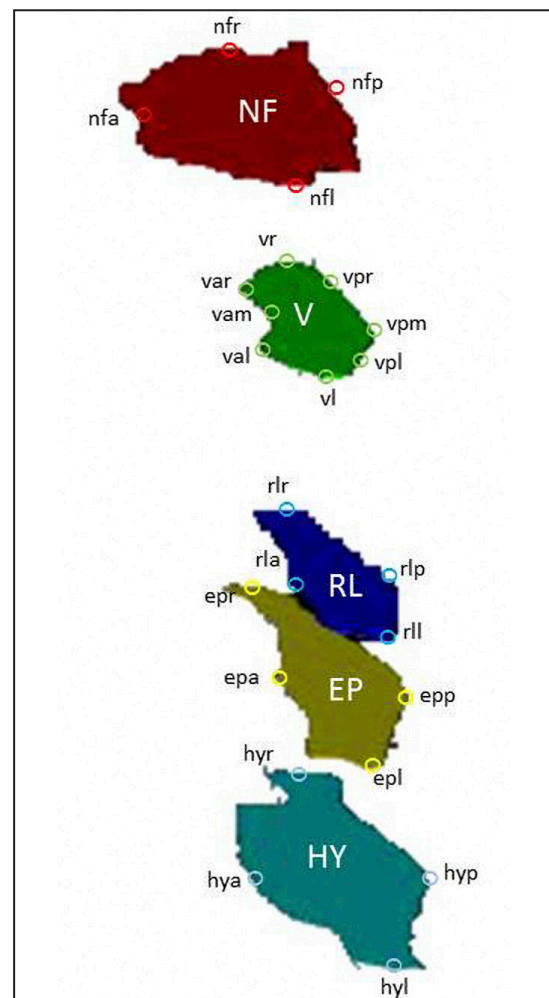 nfr
nfp
NF
nfa
nfl
vr
vpr
var
vam
V
vpm
val
vpl
vl
rlr
rla
rlp
epr
RL
rll
epa
EP
epp
hyr
epl
HY
hya
hyp
hyl